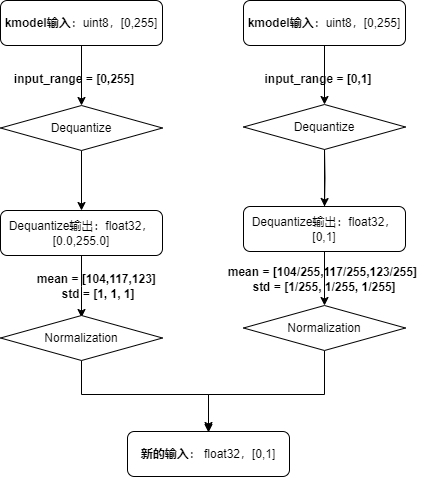 kmodel输入：uint8，[0,255]
input_range = [0,255]
Dequantize
Dequantize输出：float32，
[0.0,255.0]
mean = [104,117,123]
std = [1, 1, 1]
Normalization
kmodel输入：uint8，[0,255]
input_range = [0,1]
Dequantize
Dequantize输出：float32，
[0,1]
mean = [104/255,117/255,123/255]
std = [1/255, 1/255, 1/255]
Normalization
新的输入： float32，[0,1]